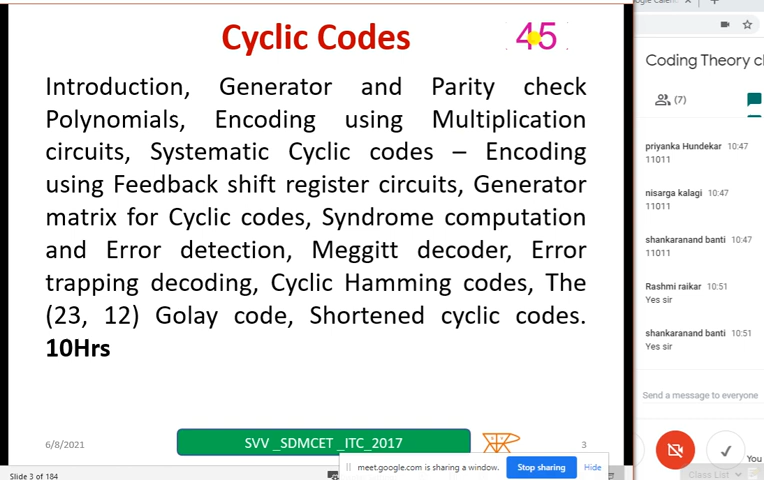 Cyclic Codes
45
Introduction, Generator and Parity check
Polynomials, Encoding using Multiplication
circuits, Systematic Cyclic codes – Encoding
using Feedback shift register circuits, Generator
matrix for Cyclic codes, Syndrome computation
and Error detection, Meggitt decoder, Error
trapping decoding, Cyclic Hamming codes, The
(23, 12) Golay code, Shortened cyclic codes.
10Hrs
6/8/2021
SVV _SDMCET _ITC_2017
3
Slide 3 of 184
meet.google.com is sharing a window.
Stop sharing
Hide
Coding Theory
(7)
priyanka Hundekar 10:47
11011
nisarga kalagi 10:47
11011
shankaranand banti 10:47
11011
Rashmi raikar 10:51
Yes sir
shankaranand banti 10:51
Yes sir
Send a message to everyone
You
Class List